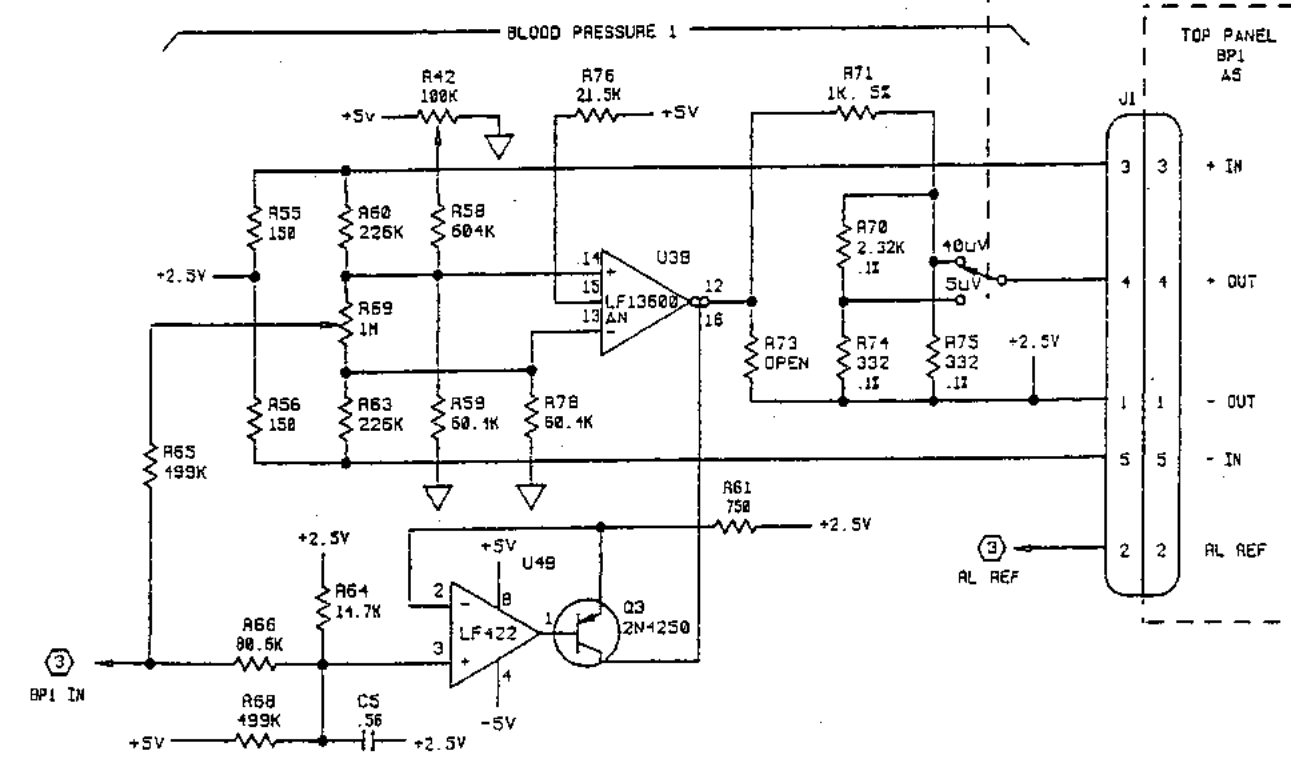 BLOOD PRESSURE 1
TOP PANEL
BP1
A5
R42
100K
+5V
R76
21.5K
+5V
R71
1K, 5%
J1
3 3 + IN
R55
150
R60
226K
R58
604K
R70
2.32K
.1%
40uV
+2.5V
14
U3B
12
5uV
4 4 + OUT
R69
1M
15
LF13600
13
AN
16
+
-
R73
OPEN
R74
332
.1%
R75
332
.1%
+2.5V
R56
150
R63
226K
R59
60.4K
R78
60.4K
1 1 - OUT
R65
499K
5 5 - IN
R61
750
+2.5V
+2.5V
+5V
U4B
3
AL REF
2 2 AL REF
R64
14.7K
2
-
8
LF422
1
Q3
2N4250
R66
80.6K
3
+
4
3
BP1 IN
R68
499K
C5
.56
-5V
+5V
+2.5V